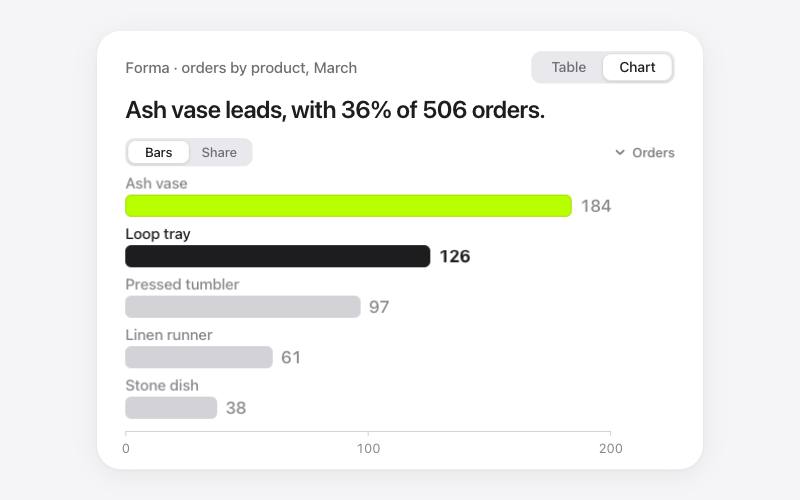 Forma · orders by product, March
Table
Chart
Ash vase leads, with 36% of 506 orders.
Bars
Share
Orders
Ash vase
184
Loop tray
126
Pressed tumbler
97
Linen runner
61
Stone dish
38
0
100
200